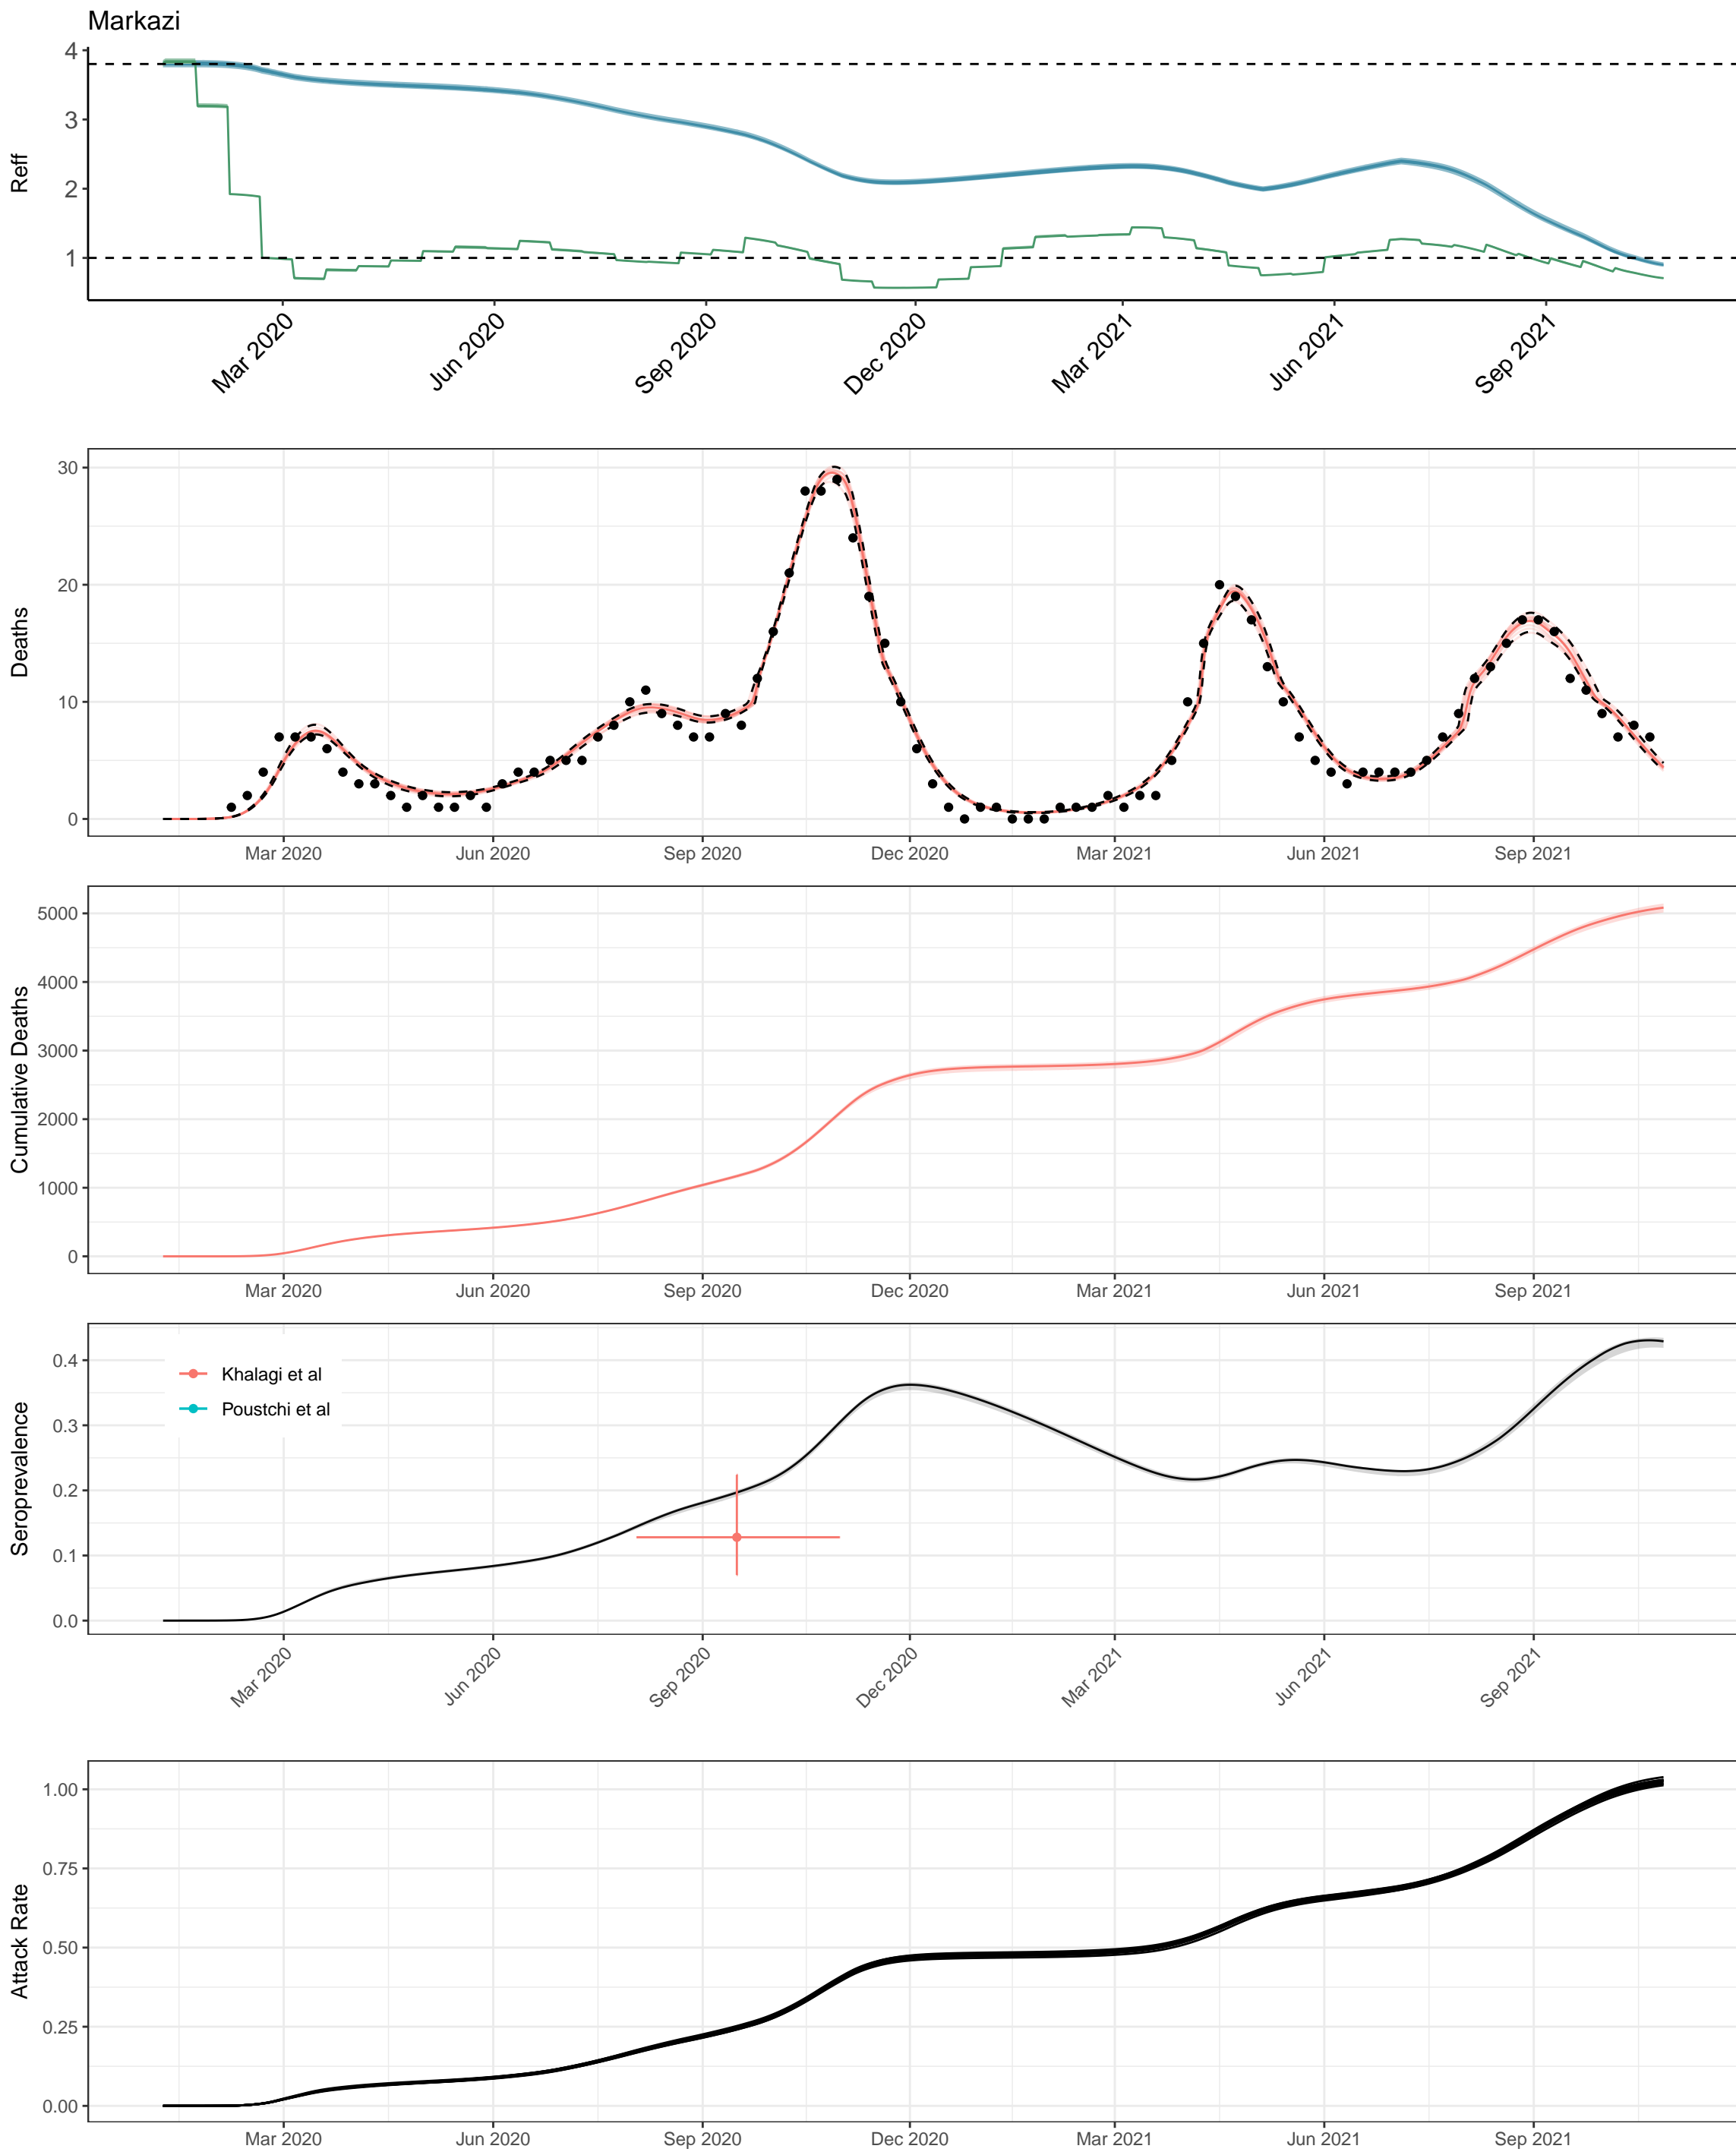 Markazi
Reff
4
3
2
1
Mar 2020
Jun 2020
Sep 2020
Dec 2020
Mar 2021
Jun 2021
Sep 2021
Deaths
30
20
10
0
Mar 2020
Jun 2020
Sep 2020
Dec 2020
Mar 2021
Jun 2021
Sep 2021
Cumulative Deaths
5000
4000
3000
2000
1000
0
Mar 2020
Jun 2020
Sep 2020
Dec 2020
Mar 2021
Jun 2021
Sep 2021
Seroprevalence
0.4
0.3
0.2
0.1
0.0
Khalagi et al
Poustchi et al
Mar 2020
Jun 2020
Sep 2020
Dec 2020
Mar 2021
Jun 2021
Sep 2021
Attack Rate
1.00
0.75
0.50
0.25
0.00
Mar 2020
Jun 2020
Sep 2020
Dec 2020
Mar 2021
Jun 2021
Sep 2021